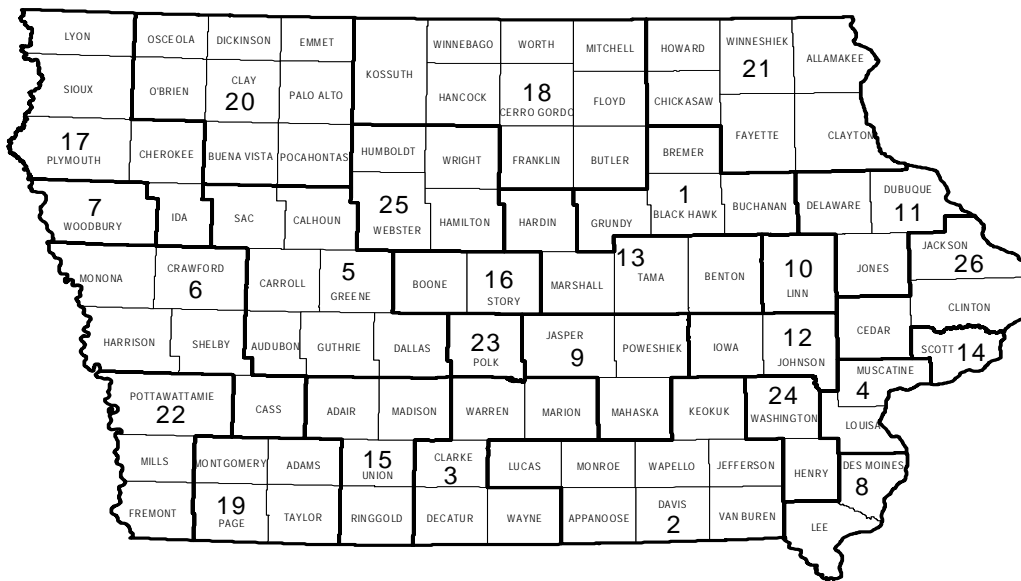 LYON
OSCEOLA
DICKINSON
EMMET
KOSSUTH
WINNEBAGO
WORTH
MITCHELL
HOWARD
WINNESHIEK
21
ALLAMAKEE
SIOUX
O'BRIEN
CLAY
20
PALO ALTO
HANCOCK
18
CERRO GORDO
FLOYD
CHICKASAW
17
PLYMOUTH
CHEROKEE
BUENA VISTA
POCAHONTAS
HUMBOLDT
WRIGHT
FRANKLIN
BUTLER
BREMER
FAYETTE
CLAYTON
7
WOODBURY
IDA
SAC
CALHOUN
25
WEBSTER
HAMILTON
HARDIN
GRUNDY
1
BLACK HAWK
BUCHANAN
DELAWARE
DUBUQUE
11
MONONA
CRAWFORD
6
CARROLL
5
GREENE
BOONE
16
STORY
MARSHALL
13
TAMA
BENTON
10
LINN
JONES
JACKSON
26
CLINTON
HARRISON
SHELBY
AUDUBON
GUTHRIE
DALLAS
23
POLK
JASPER
9
POWESHIEK
IOWA
12
JOHNSON
CEDAR
SCOTT 14
POTTAWATTAMIE
22
CASS
ADAIR
MADISON
WARREN
MARION
MAHASKA
KEOKUK
24
WASHINGTON
MUSCATINE
4
LOUISA
MILLS
MONTGOMERY
ADAMS
15
UNION
CLARKE
3
LUCAS
MONROE
WAPELLO
JEFFERSON
HENRY
DES MOINES
8
FREMONT
19
PAGE
TAYLOR
RINGGOLD
DECATUR
WAYNE
APPANOOSE
DAVIS
2
VAN BUREN
LEE